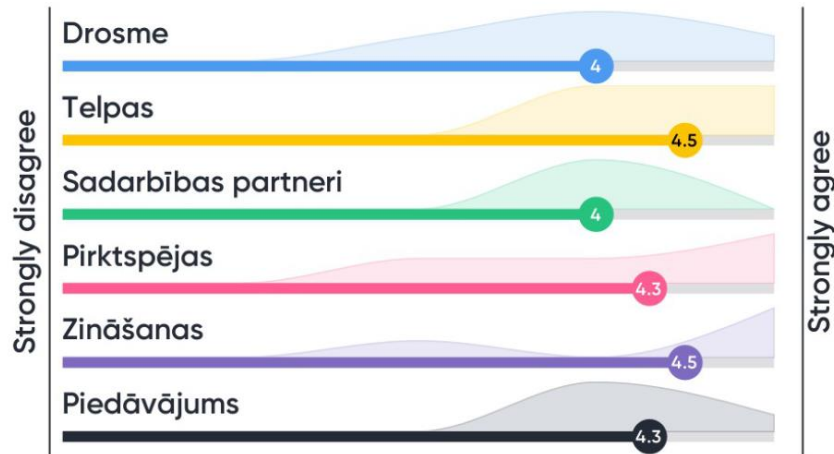 Strongly disagree
Drosme
4
Telpas
4.5
Sadarbības partneri
4
Pirktspējas
4.3
Zināšanas
4.5
Piedāvājums
4.3
Strongly agree